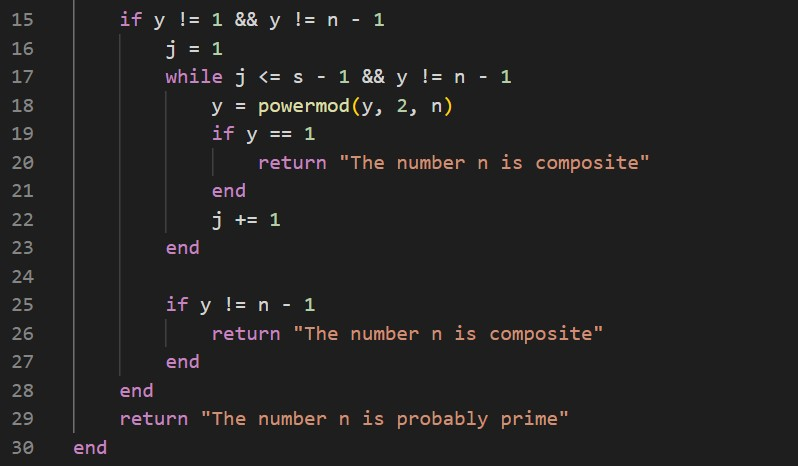 15 if y != 1 && y != n - 1
16 j = 1
17 while j <= s - 1 && y != n - 1
18 y = powermod(y, 2, n)
19 if y == 1
20 return "The number n is composite"
21 end
22 j += 1
23 end
24
25 if y != n - 1
26 return "The number n is composite"
27 end
28 end
29 return "The number n is probably prime"
30 end